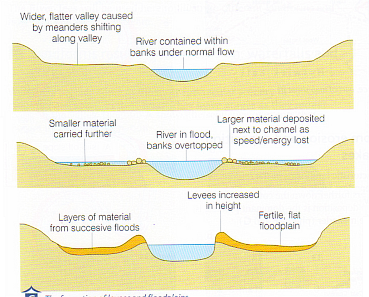 Wider, flatter valley caused
by meanders shifting
along valley
River contained within
banks under normal flow
Smaller material
carried further
River in flood,
banks overtopped
Larger material deposited
next to channel as
speed/energy lost
Levees increased
in height
Layers of material
from succesive floods
Fertile, flat
floodplain